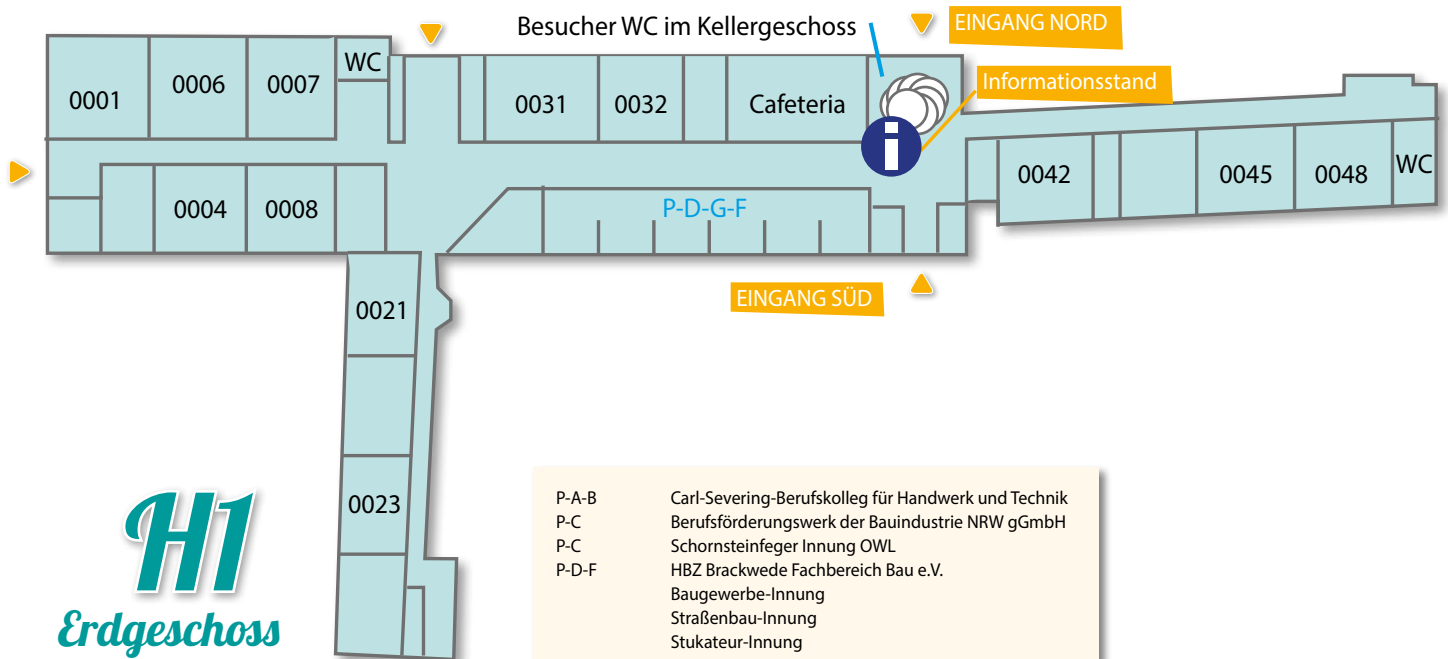 Besucher WC im Kellergeschoss
EINGANG NORD
Informationsstand
WC
0001
0006
0007
0031
0032
Cafeteria
i
0042
0045
0048
WC
0004
0008
P-D-G-F
EINGANG SÜD
0021
0023
H1
Erdgeschoss
P-A-B Carl-Severing-Berufskolleg für Handwerk und Technik
P-C Berufsförderungswerk der Bauindustrie NRW gGmbH
P-C Schornsteinfeger Innung OWL
P-D-F HBZ Brackwede Fachbereich Bau e.V.
Baugewerbe-Innung
Straßenbau-Innung
Stukateur-Innung